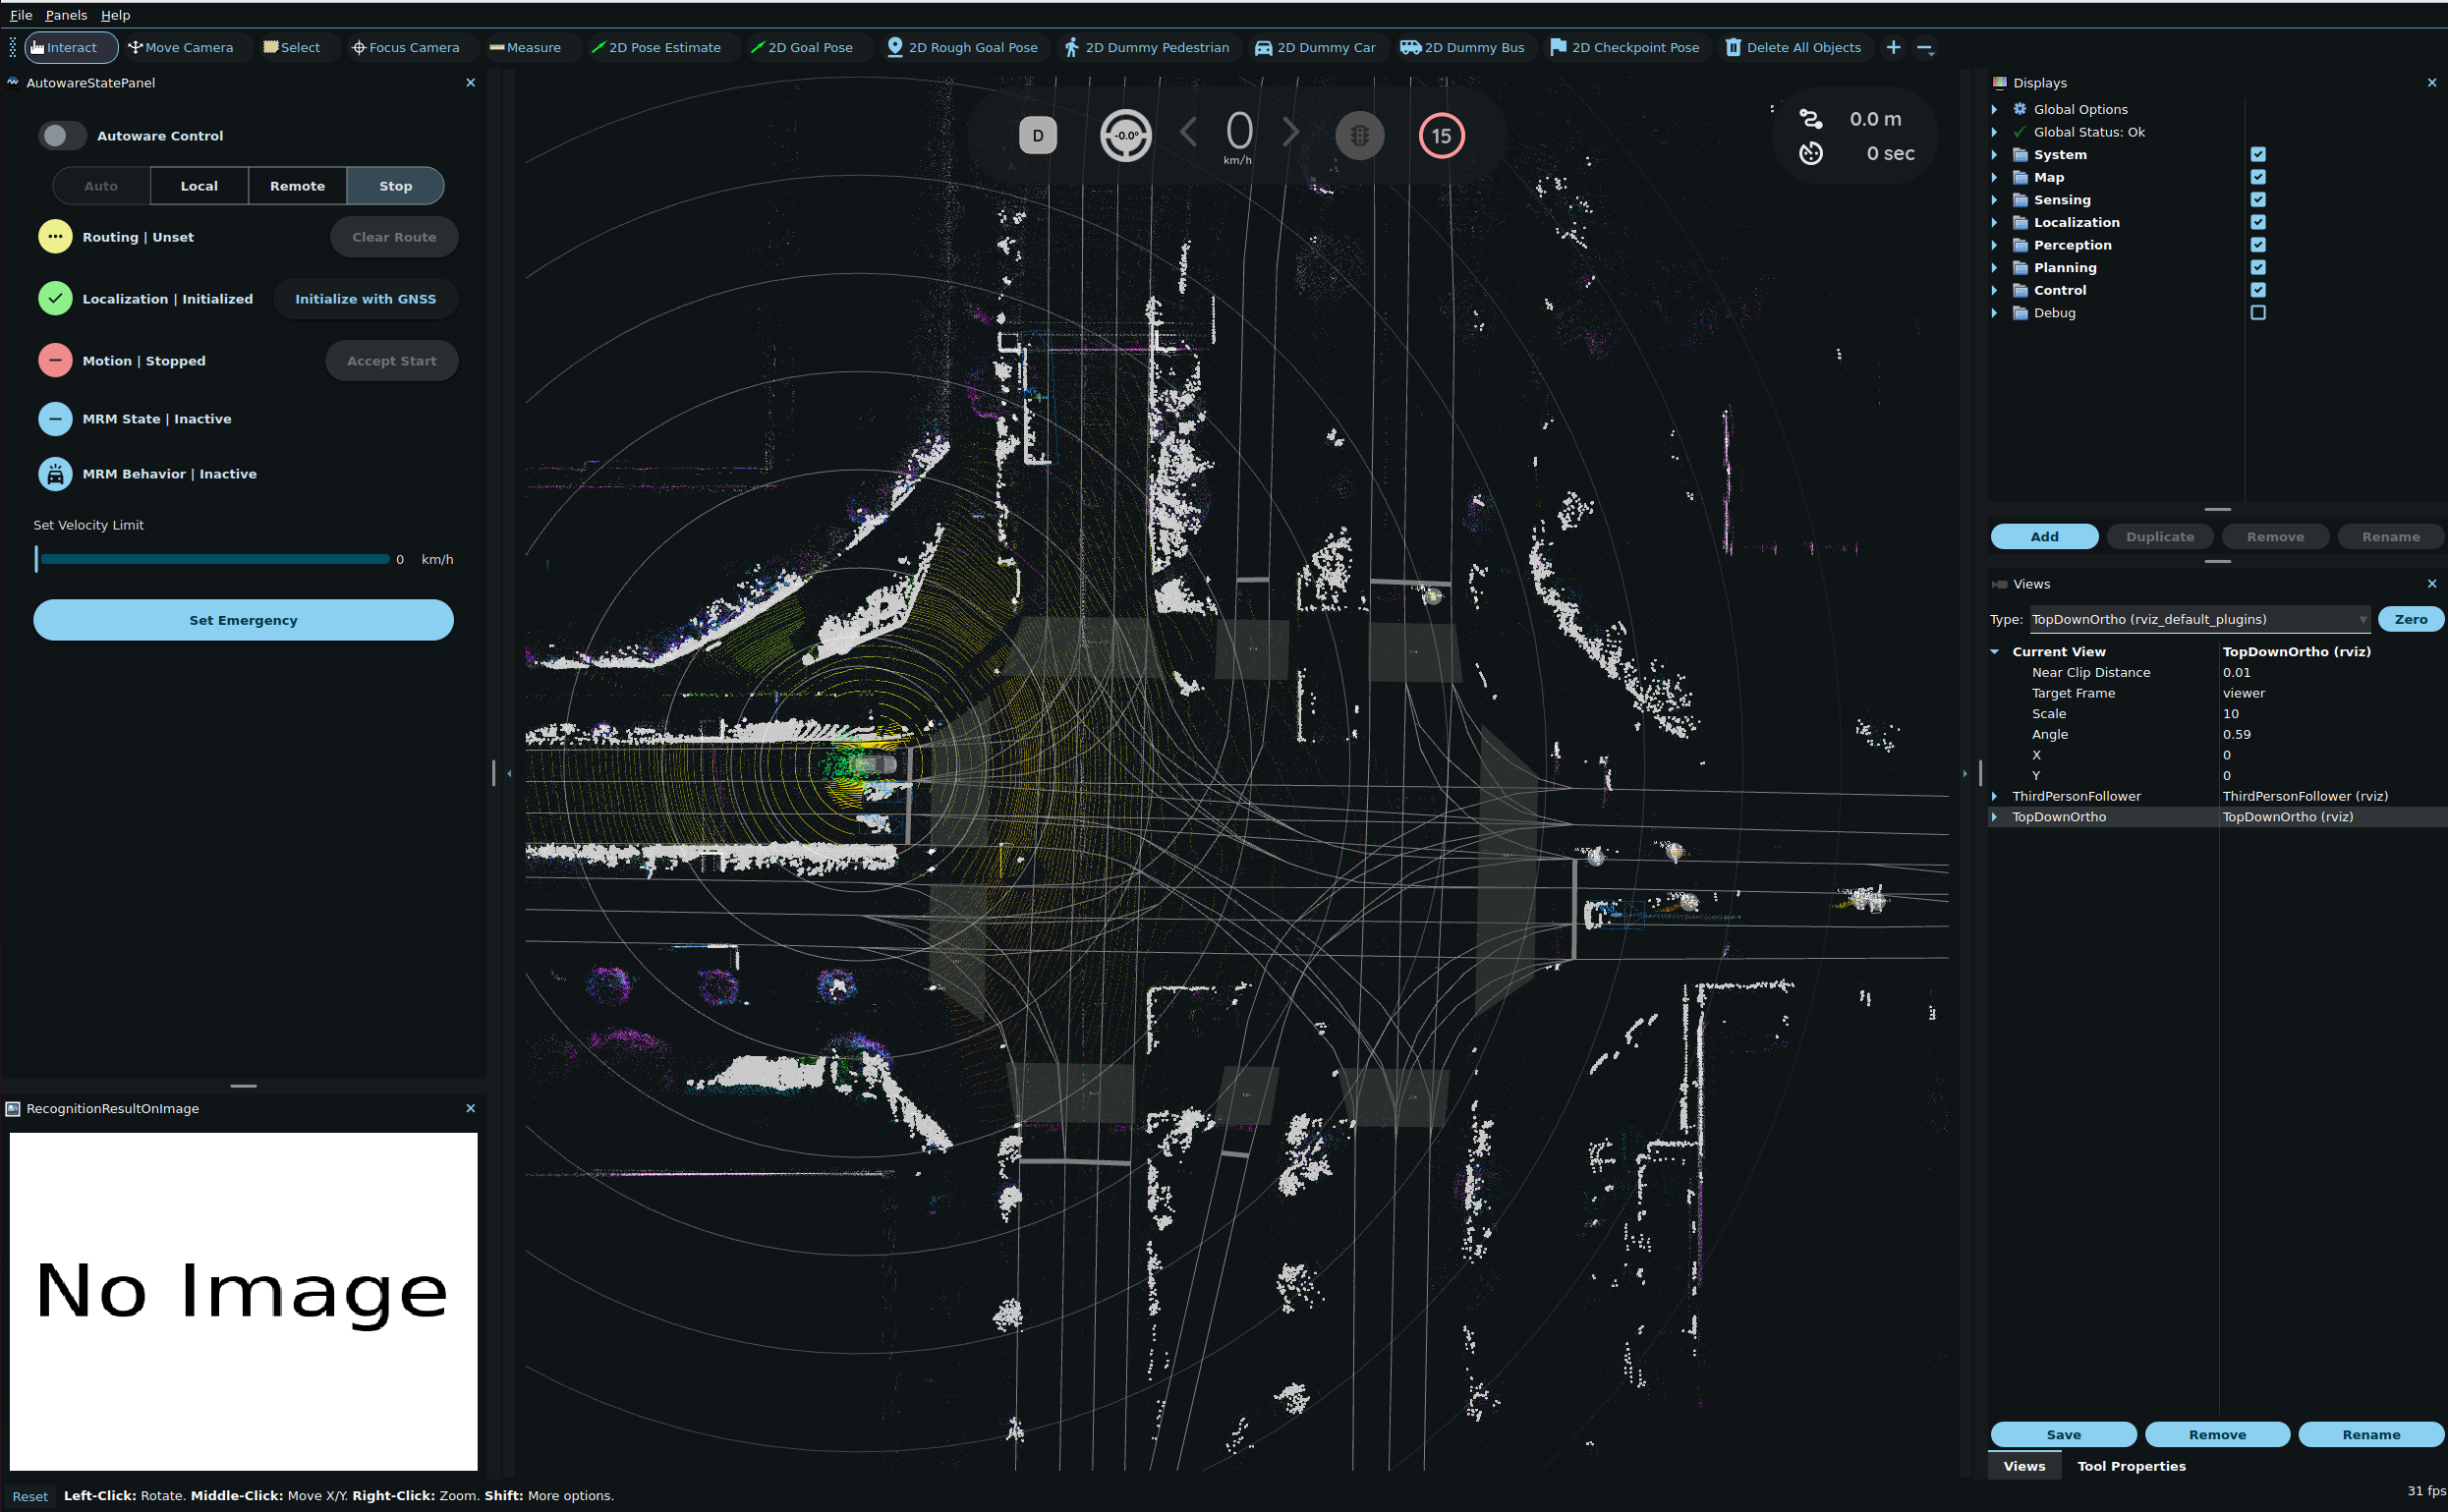 File Panels Help
Interact Move Camera Select Focus Camera Measure 2D Pose Estimate 2D Goal Pose 2D Rough Goal Pose 2D Dummy Pedestrian 2D Dummy Car 2D Dummy Bus 2D Checkpoint Pose Delete All Objects
AutowareStatePanel
Autoware Control
Auto Local Remote Stop
Routing | Unset Clear Route
Localization | Initialized Initialize with GNSS
Motion | Stopped Accept Start
MRM State | Inactive
MRM Behavior | Inactive
Set Velocity Limit
0 km/h
Set Emergency
RecognitionResultOnImage
No Image
D -0.0° 0 15
km/h
0.0 m
0 sec
Displays
Global Options
Global Status: Ok
System
Map
Sensing
Localization
Perception
Planning
Control
Debug
Add Duplicate Remove Rename
Views
Type: TopDownOrtho (rviz_default_plugins) Zero
Current View TopDownOrtho (rviz)
Near Clip Distance 0.01
Target Frame viewer
Scale 10
Angle 0.59
X 0
Y 0
ThirdPersonFollower ThirdPersonFollower (rviz)
TopDownOrtho TopDownOrtho (rviz)
Save Remove Rename
Views Tool Properties
Reset Left-Click: Rotate. Middle-Click: Move X/Y. Right-Click: Zoom. Shift: More options.
31 fps